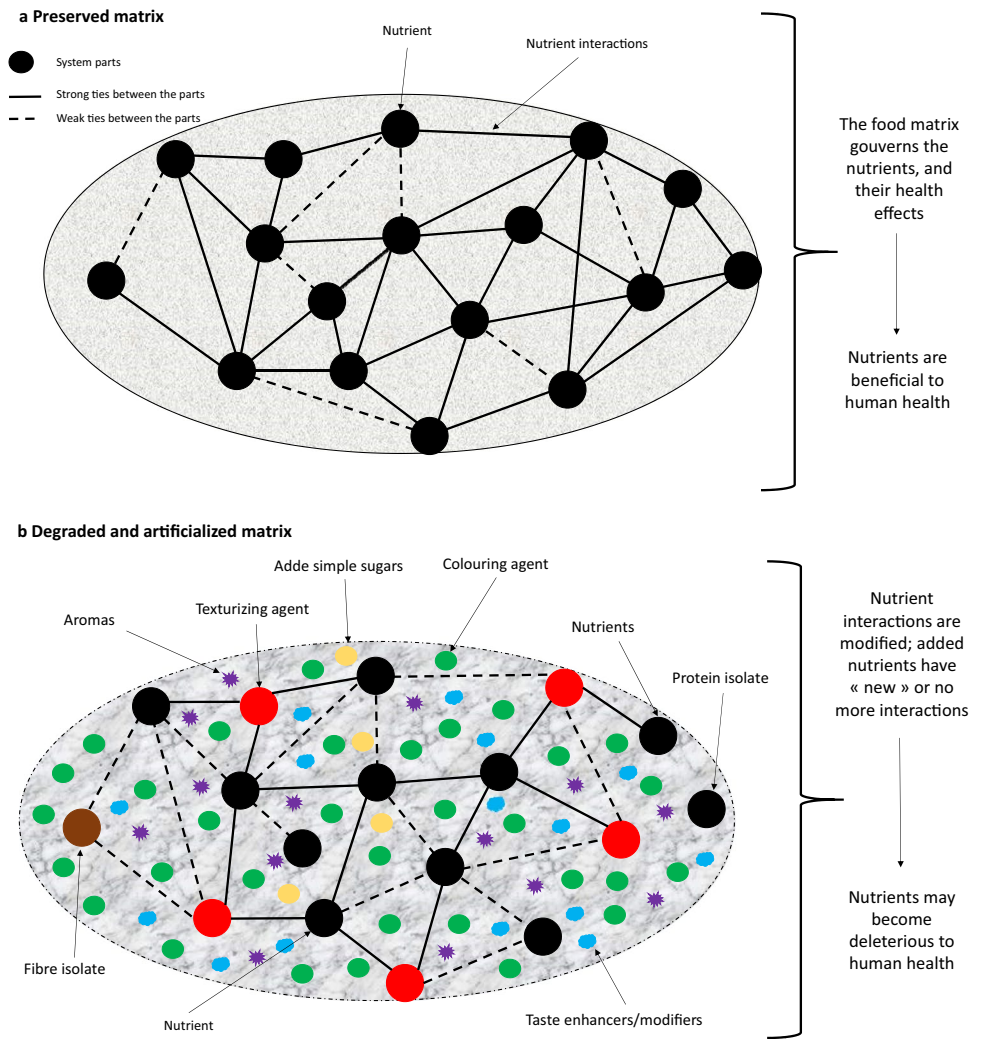 a Preserved matrix
System parts
Strong ties between the parts
Weak ties between the parts
Nutrient
Nutrient interactions
The food matrix
gouverns the
nutrients, and
their health
effects
Nutrients are
beneficial to
human health
b Degraded and artificialized matrix
Adde simple sugars
Colouring agent
Texturizing agent
Aromas
Nutrients
Protein isolate
Nutrient
interactions are
modified; added
nutrients have
« new » or no
more interactions
Nutrients may
become
deleterious to
human health
Fibre isolate
Nutrient
Taste enhancers/modifiers